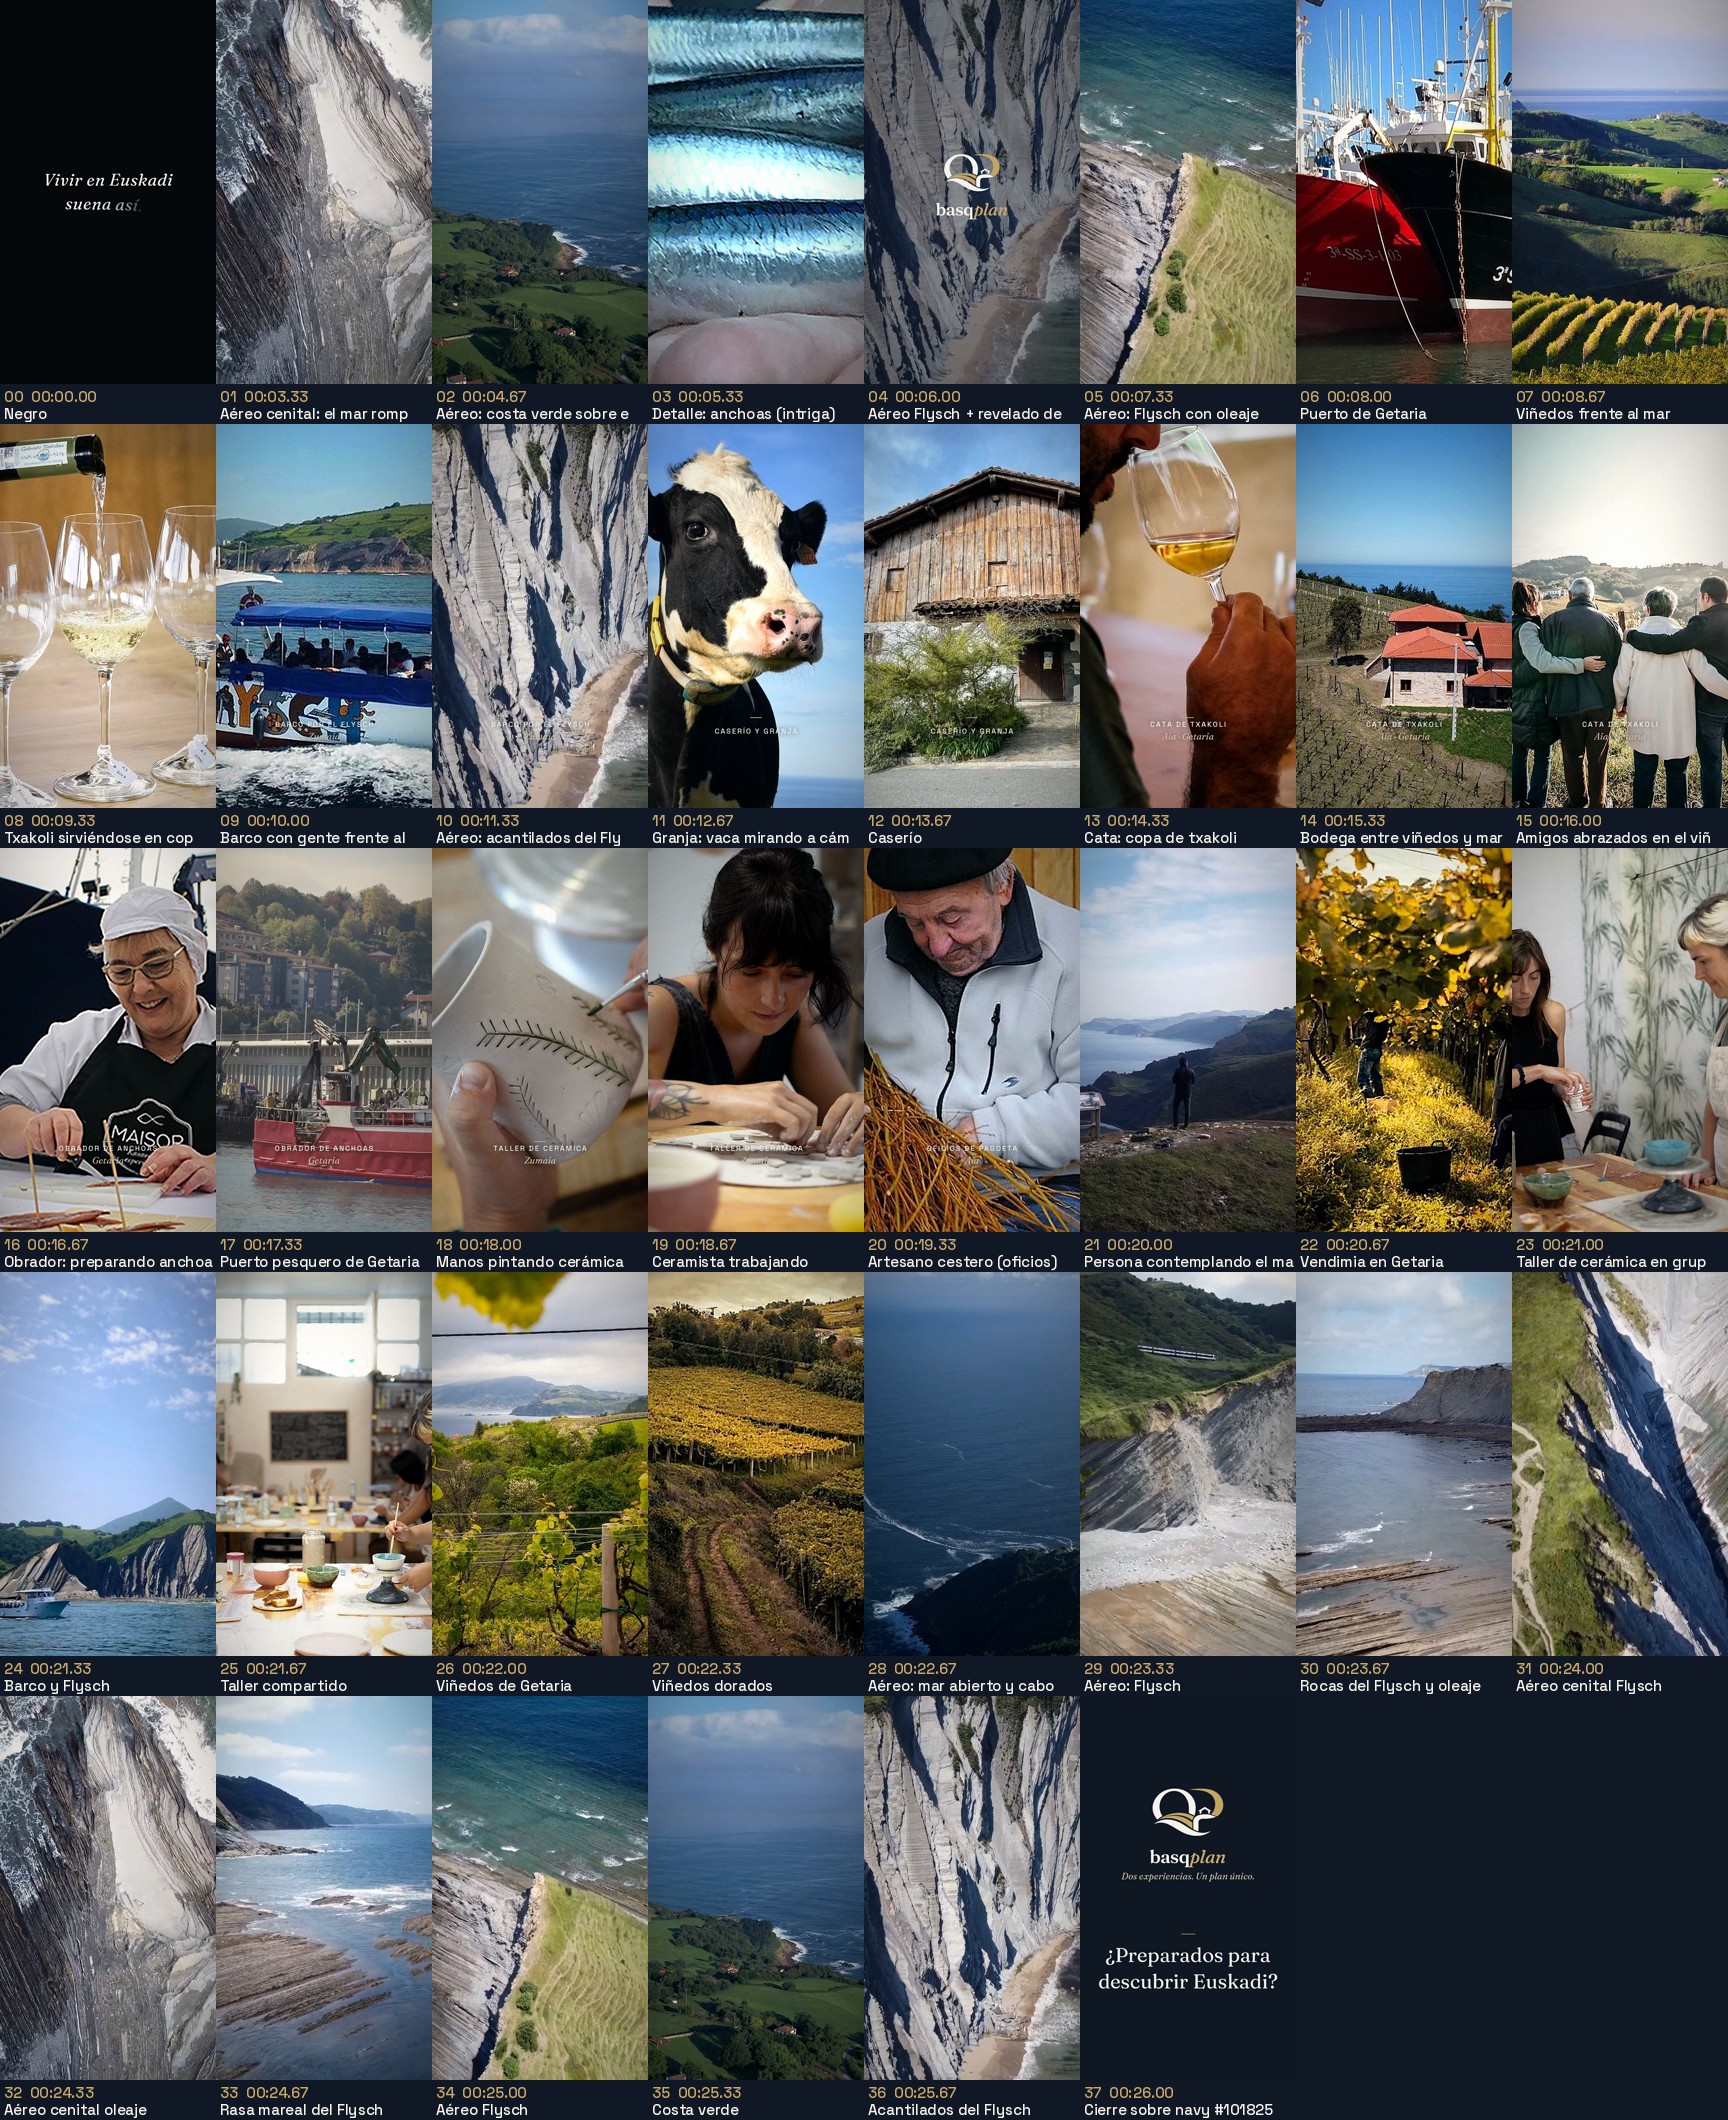 Vivir en Euskadi
suena así.
basqplan
3ª-SS-3-1-03
00 00:00.00
Negro
01 00:03.33
Aéreo cenital: el mar romp
02 00:04.67
Aéreo: costa verde sobre e
03 00:05.33
Detalle: anchoas (intriga)
04 00:06.00
Aéreo Flysch + revelado de
05 00:07.33
Aéreo: Flysch con oleaje
06 00:08.00
Puerto de Getaria
07 00:08.67
Viñedos frente al mar
BARCO POR EL FLYSCH
Zumaia
BARCO POR EL FLYSCH
Zumaia
CASERÍO Y GRANJA
CASERÍO Y GRANJA
CATA DE TXAKOLI
Aia · Getaria
CATA DE TXAKOLI
Aia · Getaria
CATA DE TXAKOLI
Aia · Getaria
08 00:09.33
Txakoli sirviéndose en cop
09 00:10.00
Barco con gente frente al
10 00:11.33
Aéreo: acantilados del Fly
11 00:12.67
Granja: vaca mirando a cám
12 00:13.67
Caserío
13 00:14.33
Cata: copa de txakoli
14 00:15.33
Bodega entre viñedos y mar
15 00:16.00
Amigos abrazados en el viñ
MAISOR
OBRADOR DE ANCHOAS
Getaria
OBRADOR DE ANCHOAS
Getaria
TALLER DE CERÁMICA
Zumaia
TALLER DE CERÁMICA
Zumaia
OFICIOS DE PAGOETA
Aia
16 00:16.67
Obrador: preparando anchoa
17 00:17.33
Puerto pesquero de Getaria
18 00:18.00
Manos pintando cerámica
19 00:18.67
Ceramista trabajando
20 00:19.33
Artesano cestero (oficios)
21 00:20.00
Persona contemplando el ma
22 00:20.67
Vendimia en Getaria
23 00:21.00
Taller de cerámica en grup
24 00:21.33
Barco y Flysch
25 00:21.67
Taller compartido
26 00:22.00
Viñedos de Getaria
27 00:22.33
Viñedos dorados
28 00:22.67
Aéreo: mar abierto y cabo
29 00:23.33
Aéreo: Flysch
30 00:23.67
Rocas del Flysch y oleaje
31 00:24.00
Aéreo cenital Flysch
basqplan
Dos experiencias. Un plan único.
¿Preparados para
descubrir Euskadi?
32 00:24.33
Aéreo cenital oleaje
33 00:24.67
Rasa mareal del Flysch
34 00:25.00
Aéreo Flysch
35 00:25.33
Costa verde
36 00:25.67
Acantilados del Flysch
37 00:26.00
Cierre sobre navy #101825